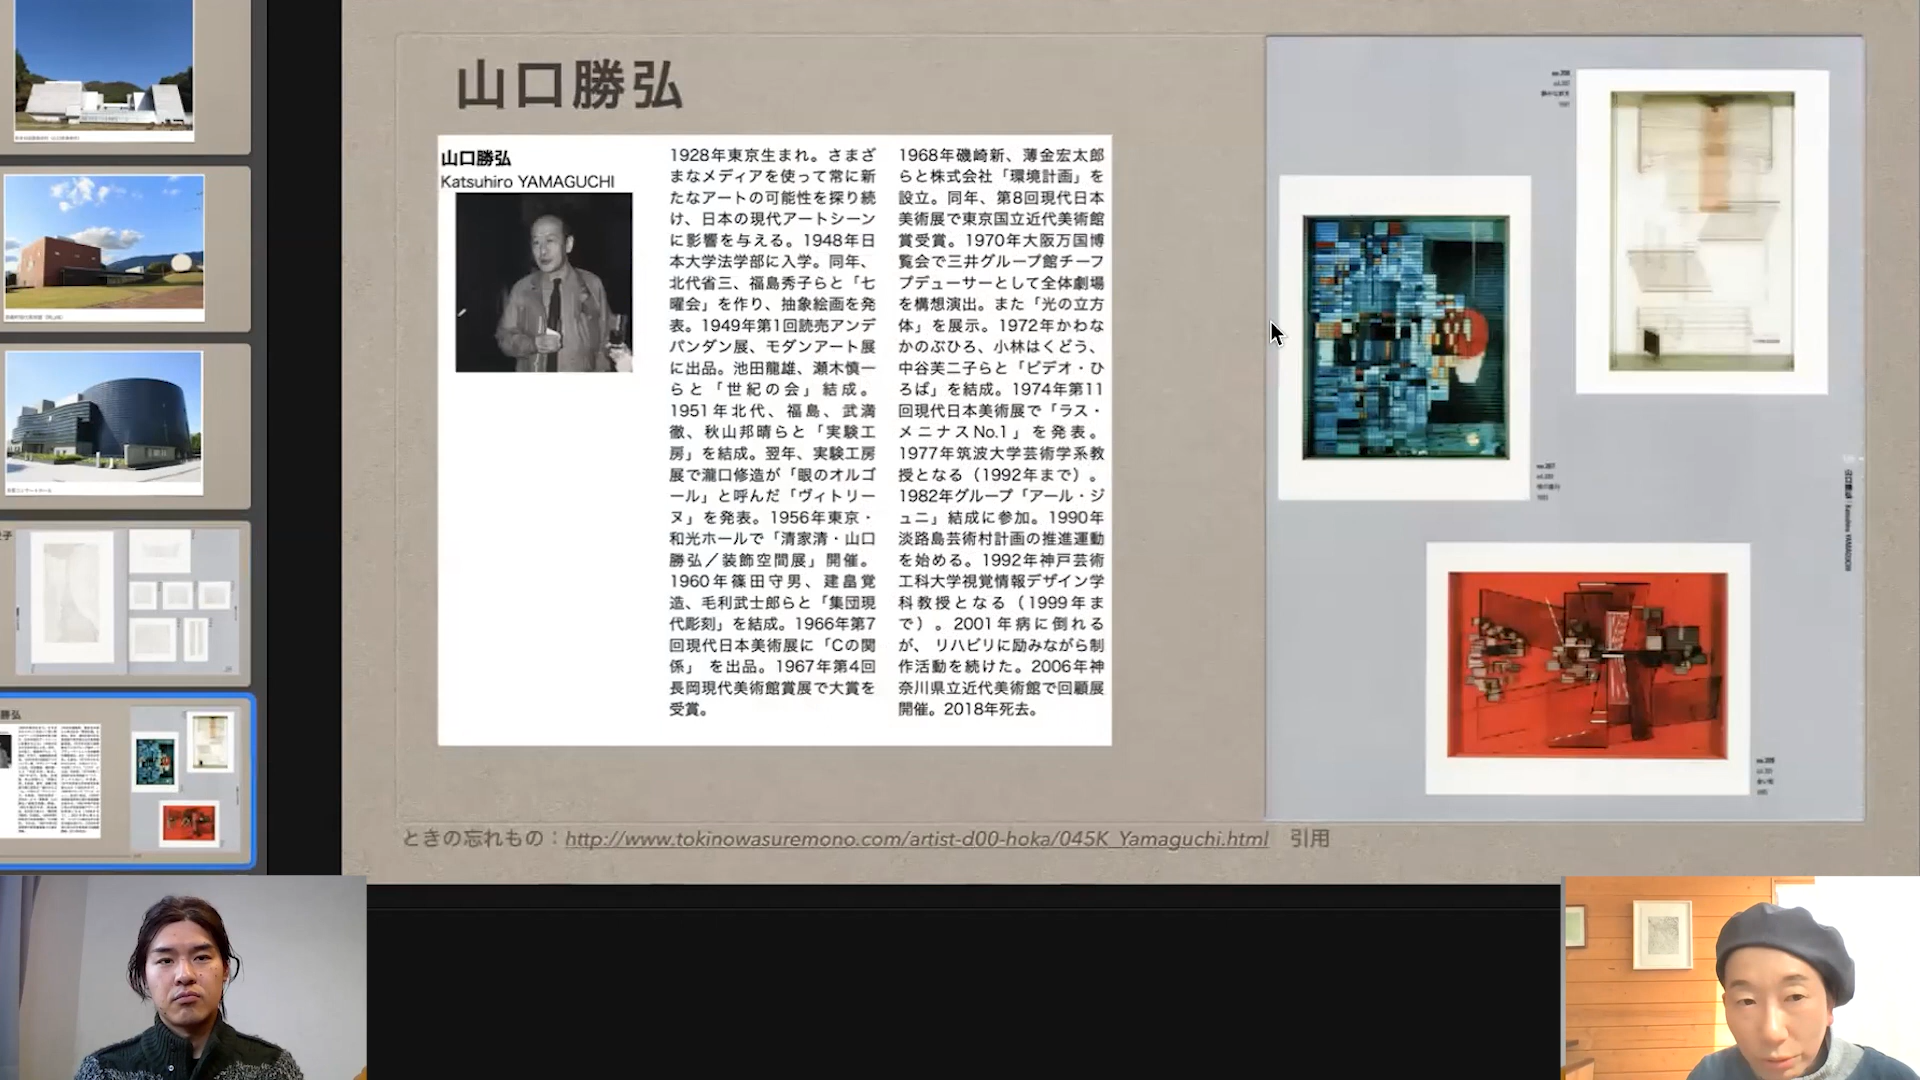 山口勝弘
山口勝弘
Katsuhiro YAMAGUCHI
1928年東京生まれ。さまざ
まなメディアを使って常に新
たなアートの可能性を探り続
け、日本の現代アートシーン
に影響を与える。1948年日
本大学法学部に入学。同年、
北代省三、福島秀子らと「七
曜会」を作り、抽象絵画を発
表。1949年第1回読売アンデ
パンダン展、モダンアート展
に出品。池田龍雄、瀬木慎一
らと「世紀の会」結成。
1951年北代、福島、武満
徹、秋山邦晴らと「実験工
房」を結成。翌年、実験工房
展で瀧口修造が「眼のオルゴ
ール」と呼んだ「ヴィトリー
ヌ」を発表。1956年東京・
和光ホールで「清家清・山口
勝弘／装飾空間展」開催。
1960年篠田守男、建畠覚
造、毛利武士郎らと「集団現
代彫刻」を結成。1966年第7
回現代日本美術展に「Cの関
係」 を出品。1967年第4回
長岡現代美術館賞展で大賞を
受賞。
1968年磯崎新、薄金宏太郎
らと株式会社「環境計画」を
設立。同年、第8回現代日本
美術展で東京国立近代美術館
賞受賞。1970年大阪万国博
覧会で三井グループ館チーフ
プデューサーとして全体劇場
を構想演出。また「光の立方
体」を展示。1972年かわな
かのぶひろ、小林はくどう、
中谷芙二子らと「ビデオ・ひ
ろば」を結成。1974年第11
回現代日本美術展で「ラス・
メニナスNo.1」を発表。
1977年筑波大学芸術学系教
授となる（1992年まで）。
1982年グループ「アール・ジ
ュニ」結成に参加。1990年
淡路島芸術村計画の推進運動
を始める。1992年神戸芸術
工科大学視覚情報デザイン学
科教授となる（1999年ま
で）。2001年病に倒れる
が、 リハビリに励みながら制
作活動を続けた。2006年神
奈川県立近代美術館で回顧展
開催。2018年死去。
山口勝弘 Katsuhiro YAMAGUCHI
ときの忘れもの：http://www.tokinowasuremono.com/artist-d00-hoka/045K_Yamaguchi.html 引用